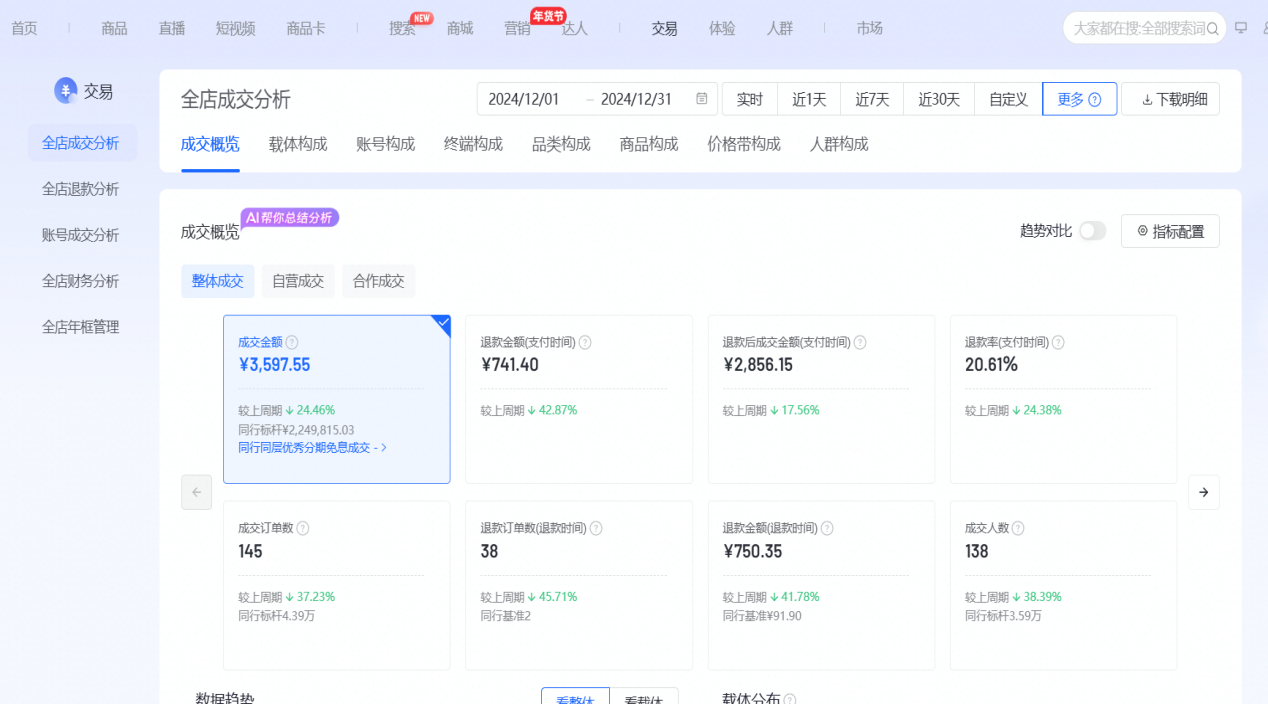 首页 商品 直播 短视频 商品卡 搜索 NEW 商城 营销 年货节 达人 交易 体验 人群 市场 大家都在搜:全部搜索词
交易
全店成交分析
全店退款分析
账号成交分析
全店财务分析
全店年框管理
全店成交分析 2024/12/01 – 2024/12/31 实时 近1天 近7天 近30天 自定义 更多 下载明细
成交概览 载体构成 账号构成 终端构成 品类构成 商品构成 价格带构成 人群构成
成交概览 AI帮你总结分析 趋势对比 指标配置
整体成交 自营成交 合作成交
成交金额
¥3,597.55
较上周期↓24.46%
同行标杆¥2,249,815.03
同行同层优秀分期免息成交 - >
退款金额(支付时间)
¥741.40
较上周期↓42.87%
退款后成交金额(支付时间)
¥2,856.15
较上周期↓17.56%
退款率(支付时间)
20.61%
较上周期↓24.38%
成交订单数
145
较上周期↓37.23%
同行标杆4.39万
退款订单数(退款时间)
38
较上周期↓45.71%
同行基准2
退款金额(退款时间)
¥750.35
较上周期↓41.78%
同行基准¥91.90
成交人数
138
较上周期↓38.39%
同行标杆3.59万
数据趋势 看整体 看载体 载体分布